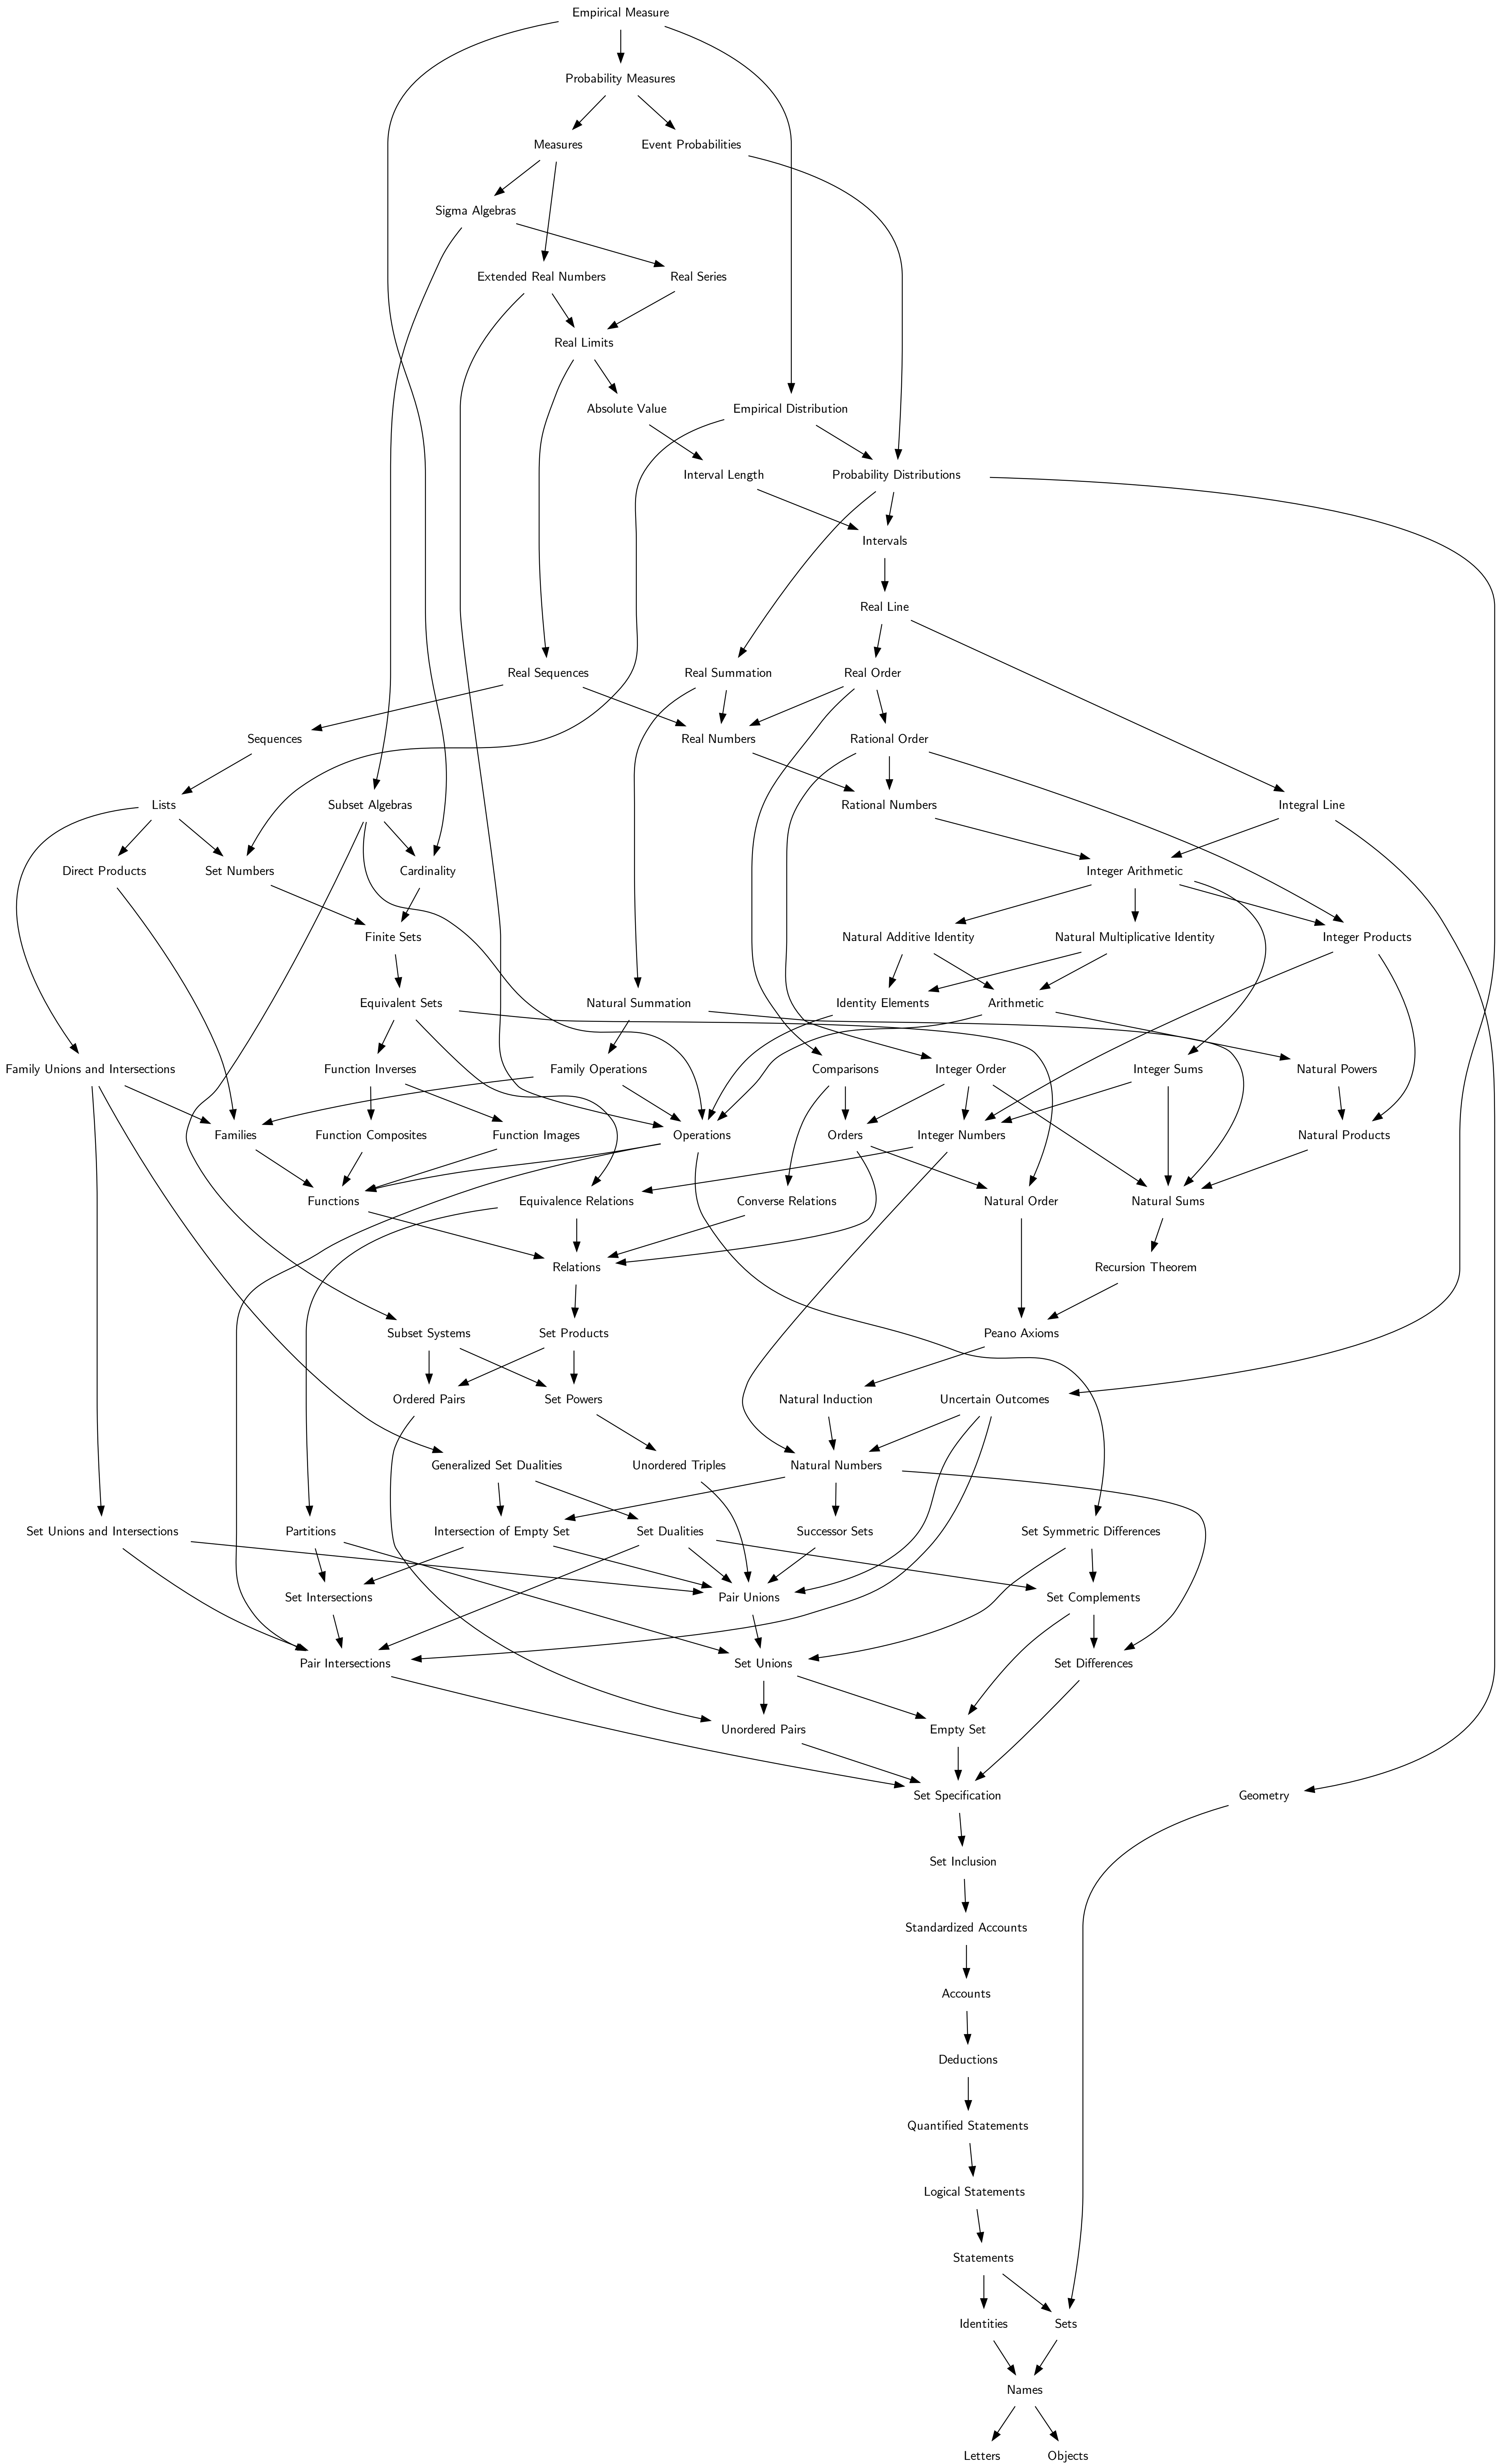 Empirical Measure
Probability Measures
Measures
Event Probabilities
Sigma Algebras
Extended Real Numbers
Real Series
Real Limits
Absolute Value
Empirical Distribution
Interval Length
Probability Distributions
Intervals
Real Line
Real Sequences
Real Summation
Real Order
Sequences
Real Numbers
Rational Order
Lists
Subset Algebras
Rational Numbers
Integral Line
Direct Products
Set Numbers
Cardinality
Integer Arithmetic
Finite Sets
Natural Additive Identity
Natural Multiplicative Identity
Integer Products
Equivalent Sets
Natural Summation
Identity Elements
Arithmetic
Family Unions and Intersections
Function Inverses
Family Operations
Comparisons
Integer Order
Integer Sums
Natural Powers
Families
Function Composites
Function Images
Operations
Orders
Integer Numbers
Natural Products
Functions
Equivalence Relations
Converse Relations
Natural Order
Natural Sums
Relations
Recursion Theorem
Subset Systems
Set Products
Peano Axioms
Ordered Pairs
Set Powers
Natural Induction
Uncertain Outcomes
Generalized Set Dualities
Unordered Triples
Natural Numbers
Set Unions and Intersections
Partitions
Intersection of Empty Set
Set Dualities
Successor Sets
Set Symmetric Differences
Set Intersections
Pair Unions
Set Complements
Pair Intersections
Set Unions
Set Differences
Unordered Pairs
Empty Set
Set Specification
Geometry
Set Inclusion
Standardized Accounts
Accounts
Deductions
Quantified Statements
Logical Statements
Statements
Identities
Sets
Names
Letters
Objects